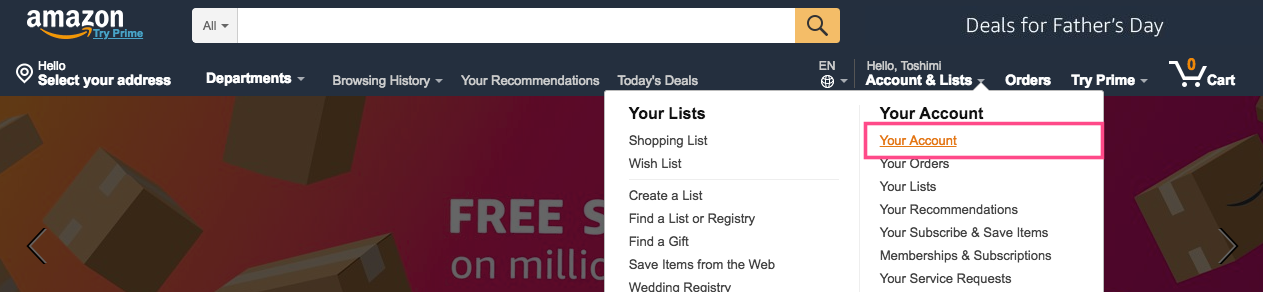 amazon
Try Prime
All
Deals for Father's Day
Hello
Select your address
Departments
Browsing History
Your Recommendations
Today's Deals
EN
Hello, Toshimi
Account & Lists
Orders
Try Prime
0
Cart
Your Lists
Shopping List
Wish List
Create a List
Find a List or Registry
Find a Gift
Save Items from the Web
Wedding Registry
Your Account
Your Account
Your Orders
Your Lists
Your Recommendations
Your Subscribe & Save Items
Memberships & Subscriptions
Your Service Requests
FREE S
on millio